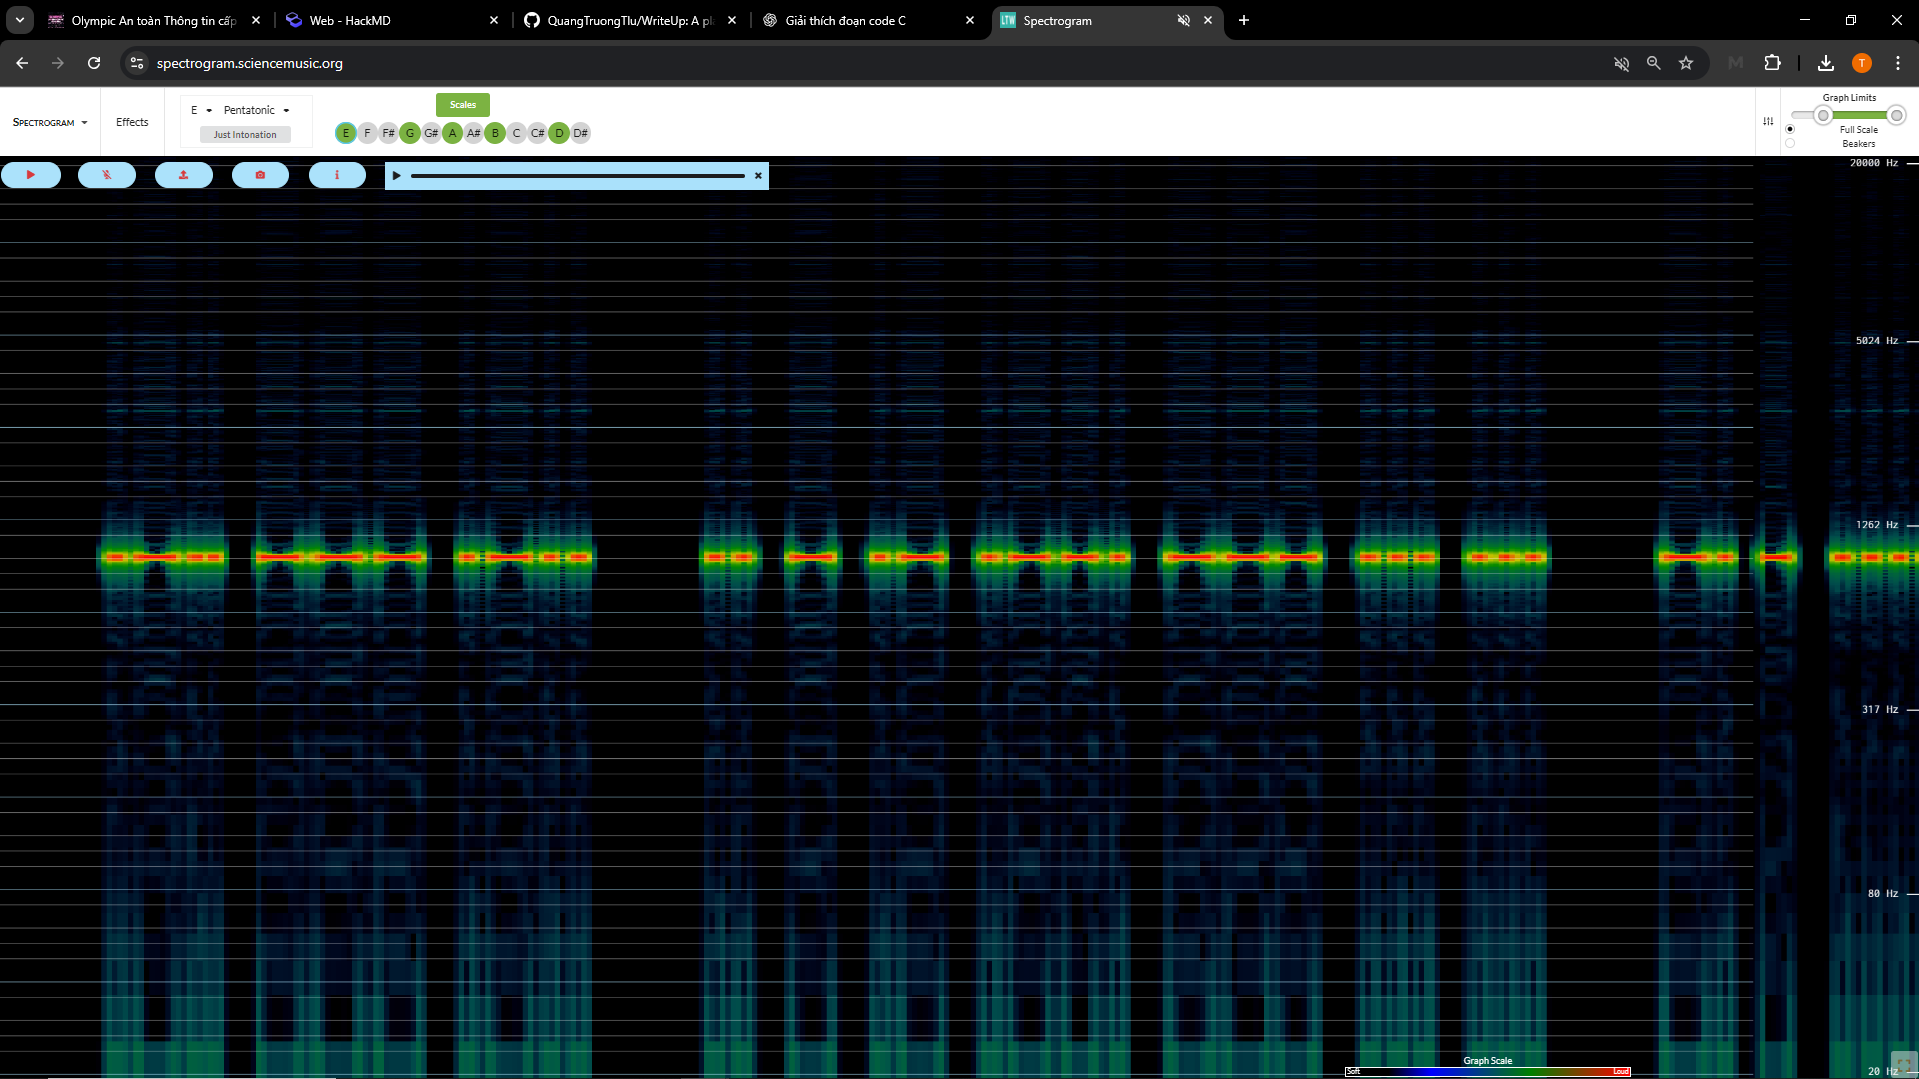 Olympic An toàn Thông tin cấp
Web - HackMD
QuangTruongTlu/WriteUp: A pl
Giải thích đoạn code C
LTW
Spectrogram
spectrogram.sciencemusic.org
M
T
SPECTROGRAM
Effects
E
Pentatonic
Just Intonation
Scales
E F F# G G# A A# B C C# D D#
Graph Limits
Full Scale
Beakers
20000 Hz
5024 Hz
1262 Hz
317 Hz
80 Hz
20 Hz
Graph Scale
Soft
Loud